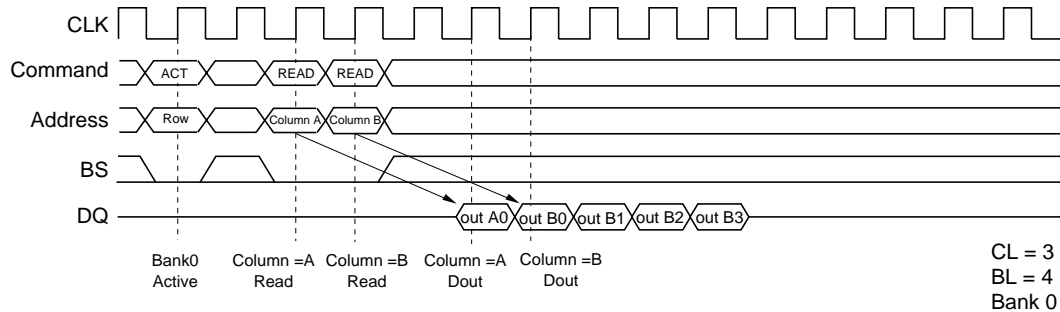 CLK
Command ACT READ READ
Address Row Column A Column B
BS
DQ out A0 out B0 out B1 out B2 out B3
Bank0 Column =A Column =B Column =A Column =B
Active Read Read Dout Dout
CL = 3
BL = 4
Bank 0